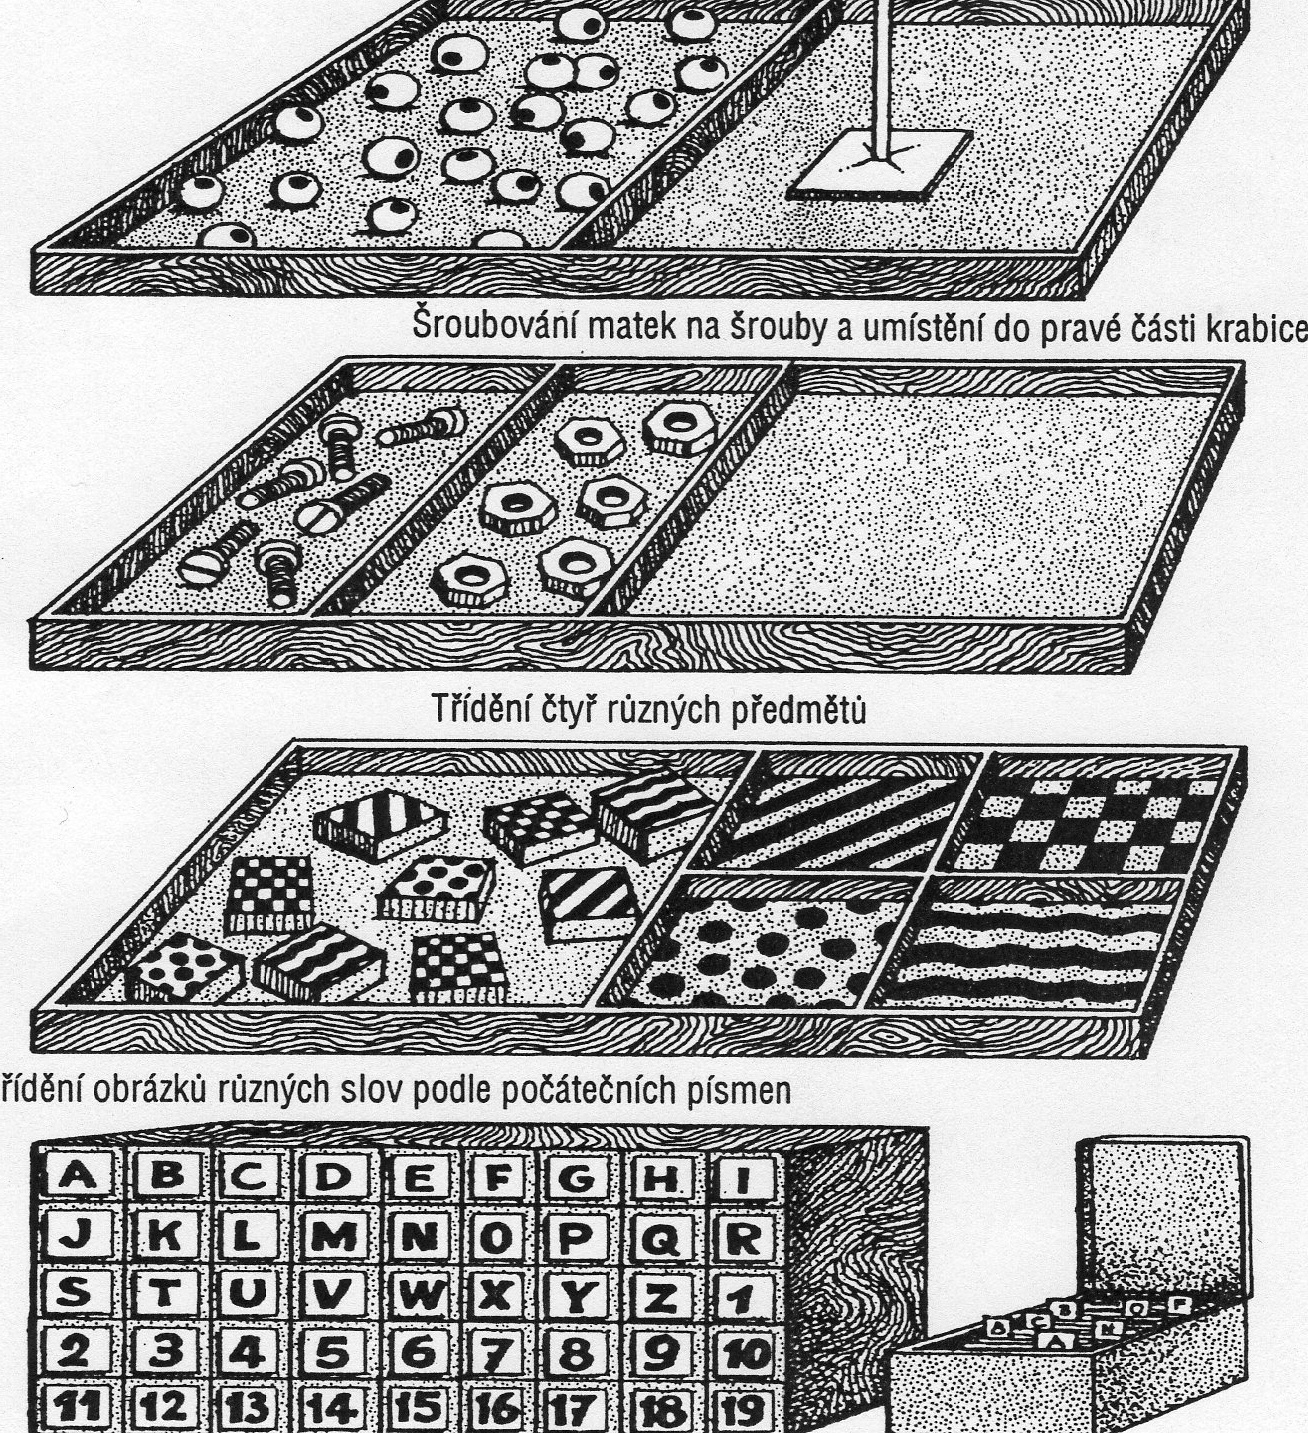 Šroubování matek na šrouby a umístění do pravé části krabice
Třídění čtyř různých předmětů
řídění obrázků různých slov podle počátečních písmen
A B C D E F G H I
J K L M N O P Q R
S T U V W X Y Z 1
2 3 4 5 6 7 8 9 10
11 12 13 14 15 16 17 18 19
B O F
A C N
A